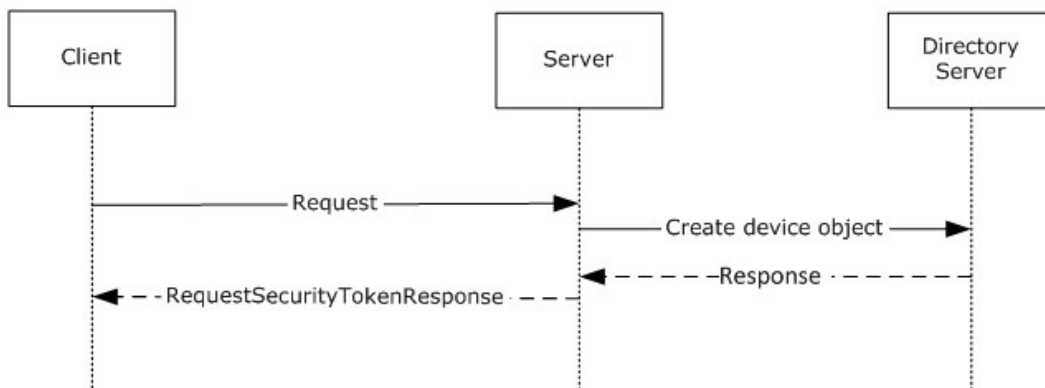 Client
Server
Directory
Server
Request
Create device object
Response
RequestSecurityTokenResponse